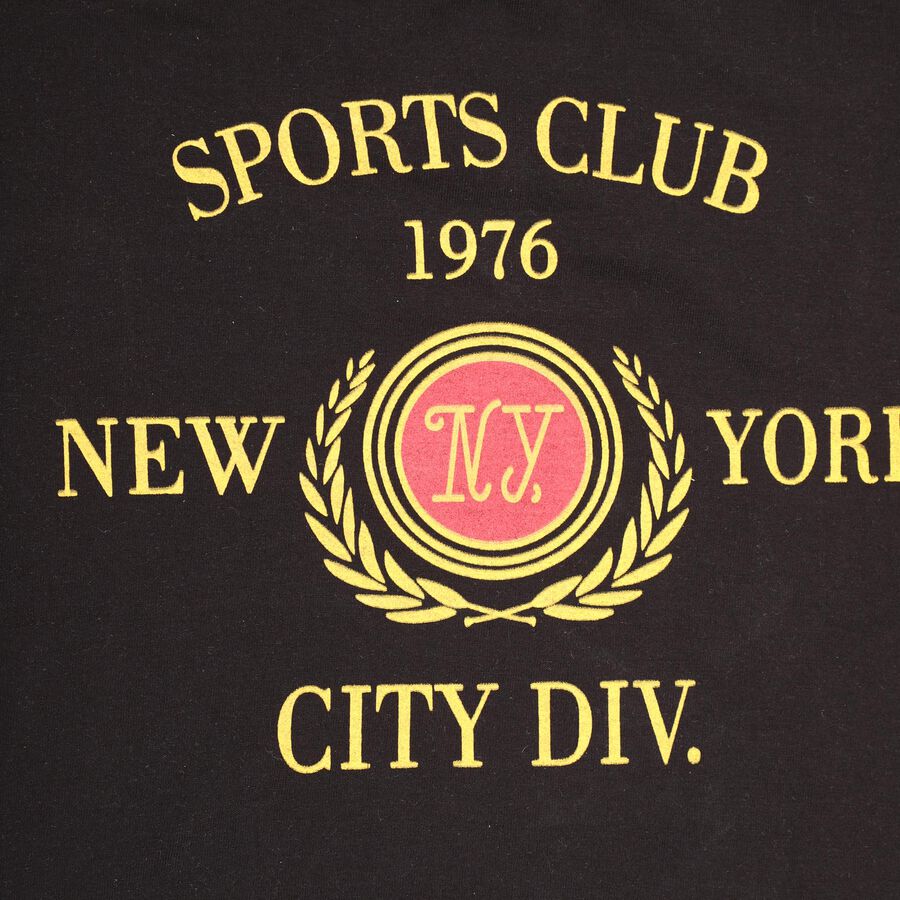 SPORTS CLUB
1976
NEW N.Y. YORK
CITY DIV.